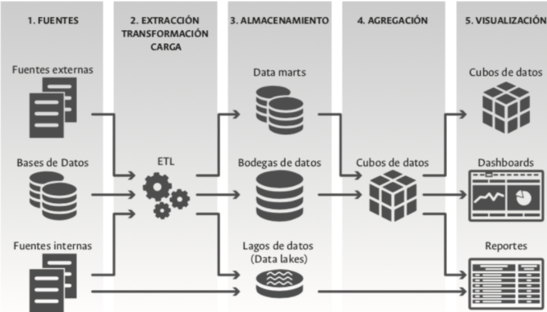 1. FUENTES
2. EXTRACCIÓN
TRANSFORMACIÓN
CARGA
3. ALMACENAMIENTO
4. AGREGACIÓN
5. VISUALIZACIÓN
Fuentes externas
Data marts
Cubos de datos
Bases de Datos
ETL
Bodegas de datos
Cubos de datos
Dashboards
Fuentes internas
Lagos de datos
(Data lakes)
Reportes